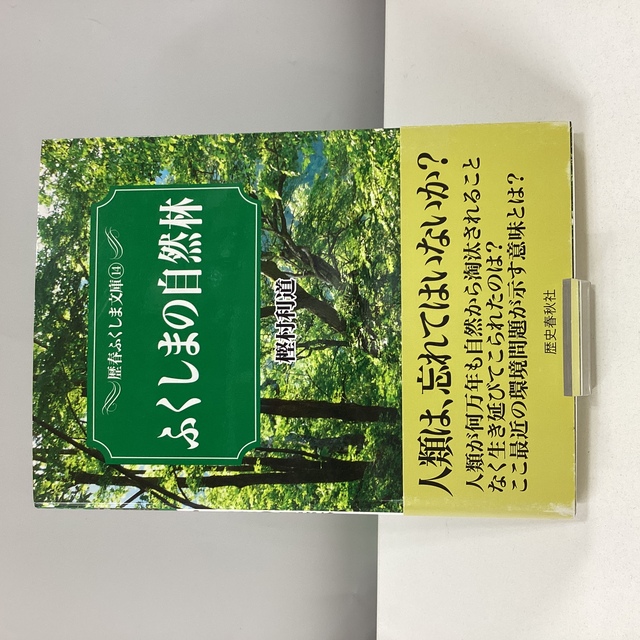 歴春ふくしま文庫⑭
ふくしまの自然林
樫村利道
人類は、忘れてはいないか?
人類が何万年も自然から淘汰されること
なく生き延びてこられたのは?
ここ最近の環境問題が示す意味とは?
歴史春秋社